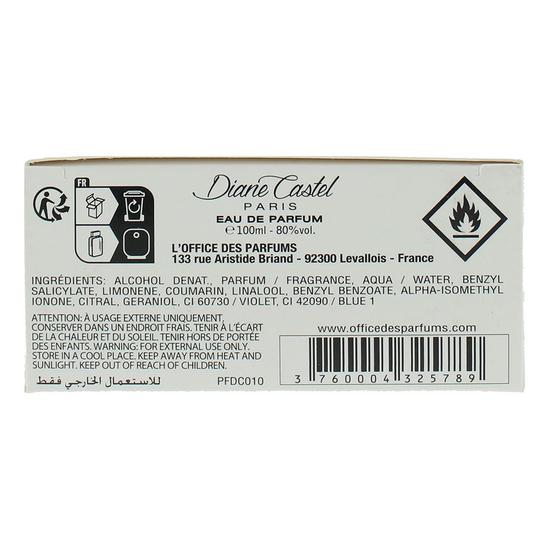 FR
Diane Castel
PARIS
EAU DE PARFUM
℮100ml - 80%vol.
L'OFFICE DES PARFUMS
133 rue Aristide Briand - 92300 Levallois - France
INGRÉDIENTS: ALCOHOL DENAT., PARFUM / FRAGRANCE, AQUA / WATER, BENZYL
SALICYLATE, LIMONENE, COUMARIN, LINALOOL, BENZYL BENZOATE, ALPHA-ISOMETHYL
IONONE, CITRAL, GERANIOL, CI 60730 / VIOLET, CI 42090 / BLUE 1
ATTENTION: À USAGE EXTERNE UNIQUEMENT,
CONSERVER DANS UN ENDROIT FRAIS. TENIR À L'ÉCART
DE LA CHALEUR ET DU SOLEIL. TENIR HORS DE PORTÉE
DES ENFANTS. WARNING: FOR EXTERNAL USE ONLY.
STORE IN A COOL PLACE. KEEP AWAY FROM HEAT AND
SUNLIGHT. KEEP OUT OF REACH OF CHILDREN.
للاستعمال الخارجي فقط
PFDC010
www.officedesparfums.com
3 760004 325789